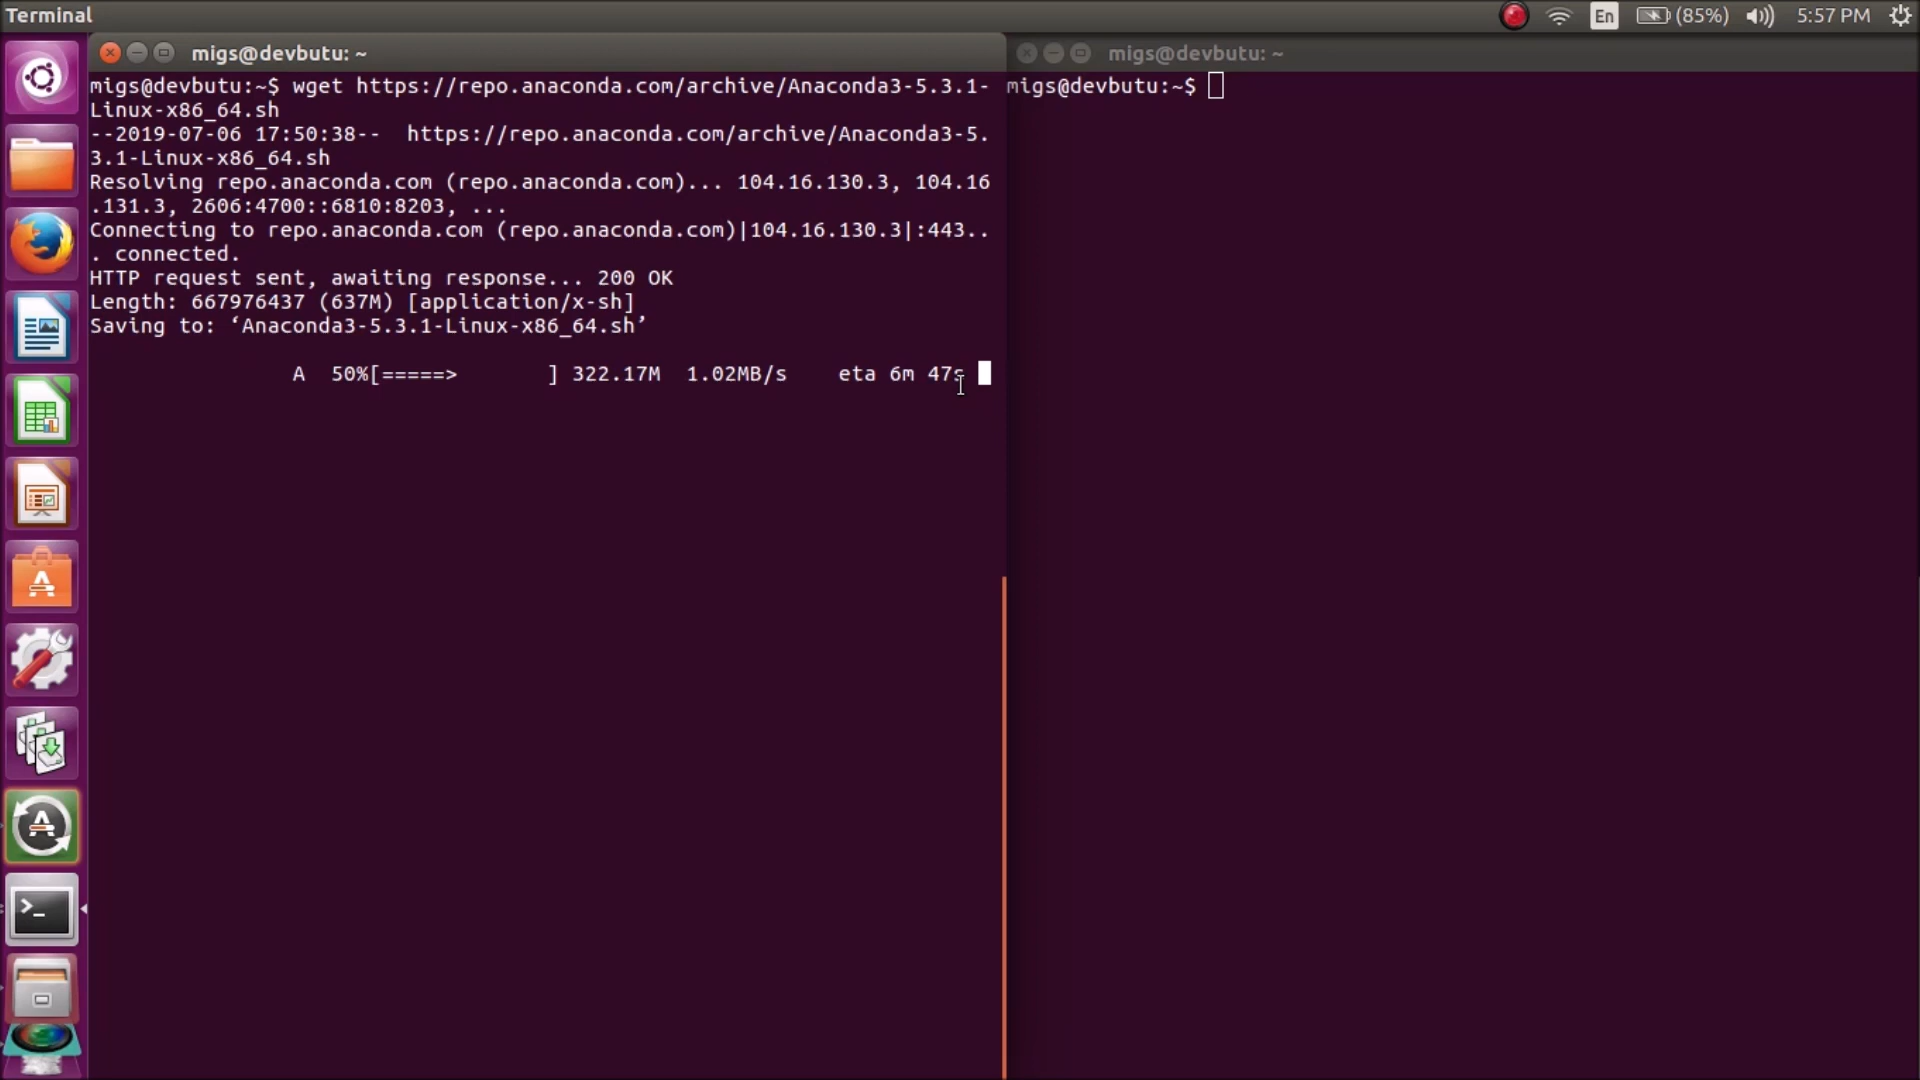 Terminal
En
(85%)
5:57 PM
migs@devbutu: ~
migs@devbutu:~$ wget https://repo.anaconda.com/archive/Anaconda3-5.3.1-
Linux-x86_64.sh
--2019-07-06 17:50:38--  https://repo.anaconda.com/archive/Anaconda3-5.
3.1-Linux-x86_64.sh
Resolving repo.anaconda.com (repo.anaconda.com)... 104.16.130.3, 104.16
.131.3, 2606:4700::6810:8203, ...
Connecting to repo.anaconda.com (repo.anaconda.com)|104.16.130.3|:443..
. connected.
HTTP request sent, awaiting response... 200 OK
Length: 667976437 (637M) [application/x-sh]
Saving to: ‘Anaconda3-5.3.1-Linux-x86_64.sh’
A  50%[=====>       ] 322.17M  1.02MB/s    eta 6m 47s
migs@devbutu: ~
migs@devbutu:~$